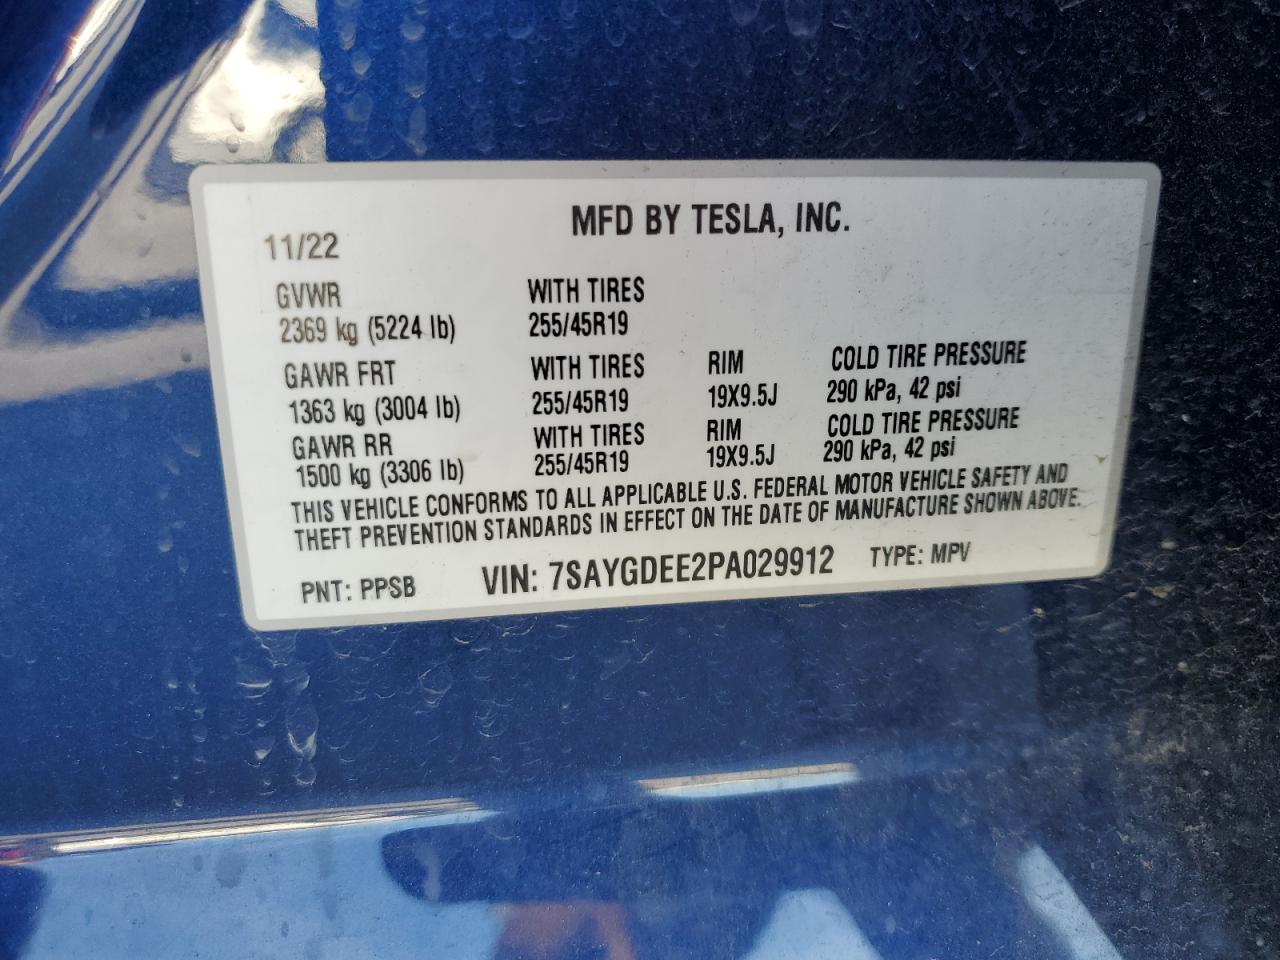 MFD BY TESLA, INC.
11/22
GVWR WITH TIRES
2369 kg (5224 lb) 255/45R19
GAWR FRT WITH TIRES RIM COLD TIRE PRESSURE
1363 kg (3004 lb) 255/45R19 19X9.5J 290 kPa, 42 psi
GAWR RR WITH TIRES RIM COLD TIRE PRESSURE
1500 kg (3306 lb) 255/45R19 19X9.5J 290 kPa, 42 psi
THIS VEHICLE CONFORMS TO ALL APPLICABLE U.S. FEDERAL MOTOR VEHICLE SAFETY AND
THEFT PREVENTION STANDARDS IN EFFECT ON THE DATE OF MANUFACTURE SHOWN ABOVE.
PNT: PPSB VIN: 7SAYGDEE2PA029912 TYPE: MPV